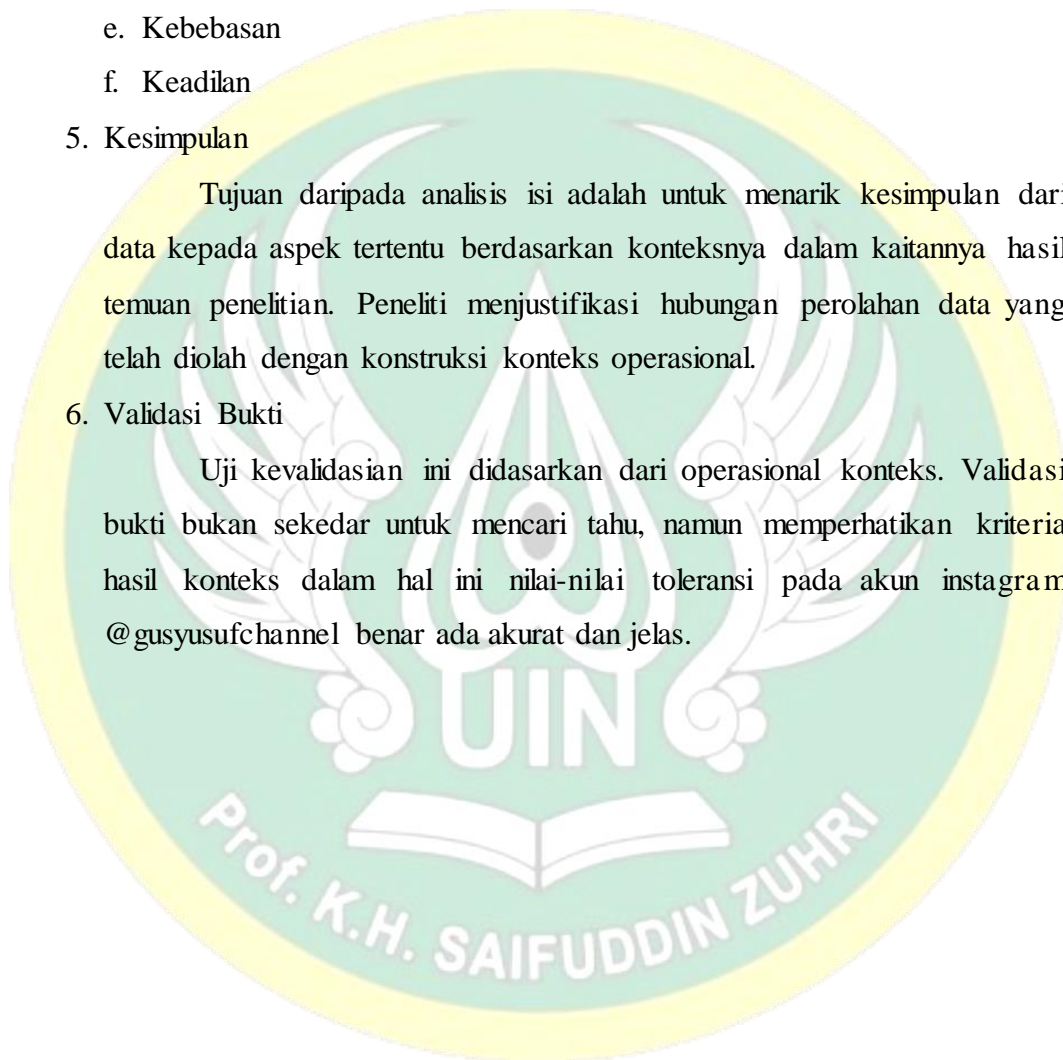 e. Kebebasan
f. Keadilan
5. Kesimpulan
Tujuan daripada analisis isi adalah untuk menarik kesimpulan dari
data kepada aspek tertentu berdasarkan konteksnya dalam kaitannya hasil
temuan penelitian. Peneliti menjustifikasi hubungan perolahan data yang
telah diolah dengan konstruksi konteks operasional.
6. Validasi Bukti
Uji kevalidasian ini didasarkan dari operasional konteks. Validasi
bukti bukan sekedar untuk mencari tahu, namun memperhatikan kriteria
hasil konteks dalam hal ini nilai-nilai toleransi pada akun instagram
@gusyusufchannel benar ada akurat dan jelas.
UIN
Prof. K.H. SAIFUDDIN ZUHRI